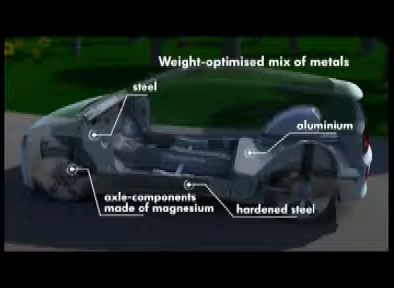 Weight-optimised mix of metals
steel
aluminium
axle-components
made of magnesium
hardened steel